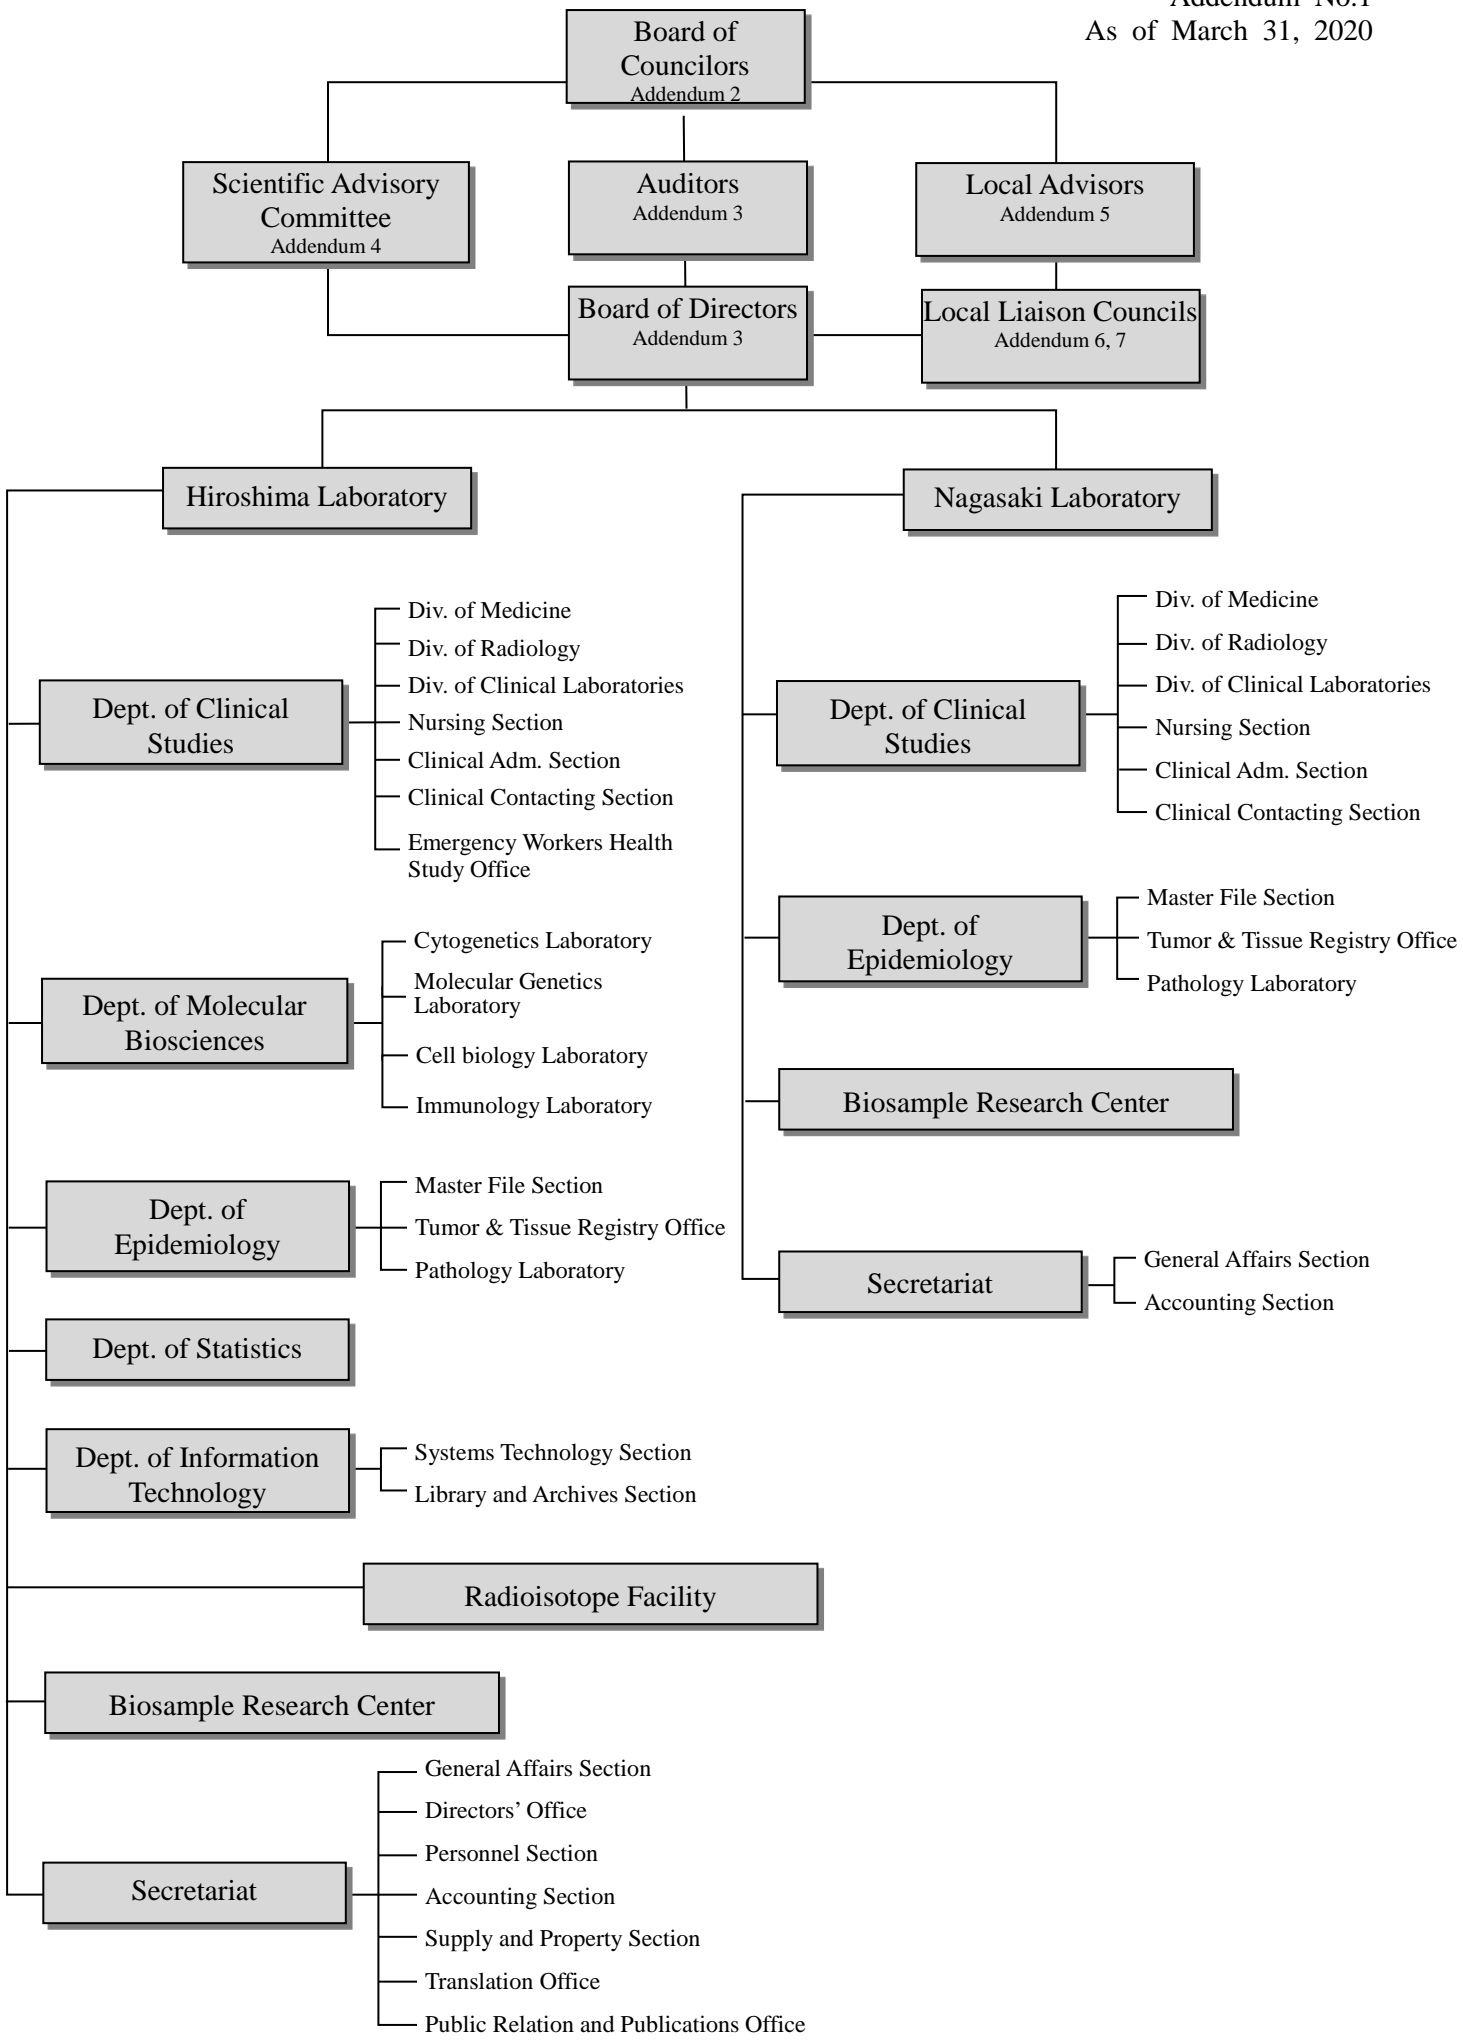 Addendum No.1
As of March 31, 2020
Board of
Councilors
Addendum 2
Scientific Advisory
Committee
Addendum 4
Auditors
Addendum 3
Local Advisors
Addendum 5
Board of Directors
Addendum 3
Local Liaison Councils
Addendum 6, 7
Hiroshima Laboratory
Dept. of Clinical
Studies
Div. of Medicine
Div. of Radiology
Div. of Clinical Laboratories
Nursing Section
Clinical Adm. Section
Clinical Contacting Section
Emergency Workers Health
Study Office
Dept. of Molecular
Biosciences
Cytogenetics Laboratory
Molecular Genetics
Laboratory
Cell biology Laboratory
Immunology Laboratory
Dept. of
Epidemiology
Master File Section
Tumor & Tissue Registry Office
Pathology Laboratory
Dept. of Statistics
Dept. of Information
Technology
Systems Technology Section
Library and Archives Section
Radioisotope Facility
Biosample Research Center
Secretariat
General Affairs Section
Directors' Office
Personnel Section
Accounting Section
Supply and Property Section
Translation Office
Public Relation and Publications Office
Nagasaki Laboratory
Dept. of Clinical
Studies
Div. of Medicine
Div. of Radiology
Div. of Clinical Laboratories
Nursing Section
Clinical Adm. Section
Clinical Contacting Section
Dept. of
Epidemiology
Master File Section
Tumor & Tissue Registry Office
Pathology Laboratory
Biosample Research Center
Secretariat
General Affairs Section
Accounting Section